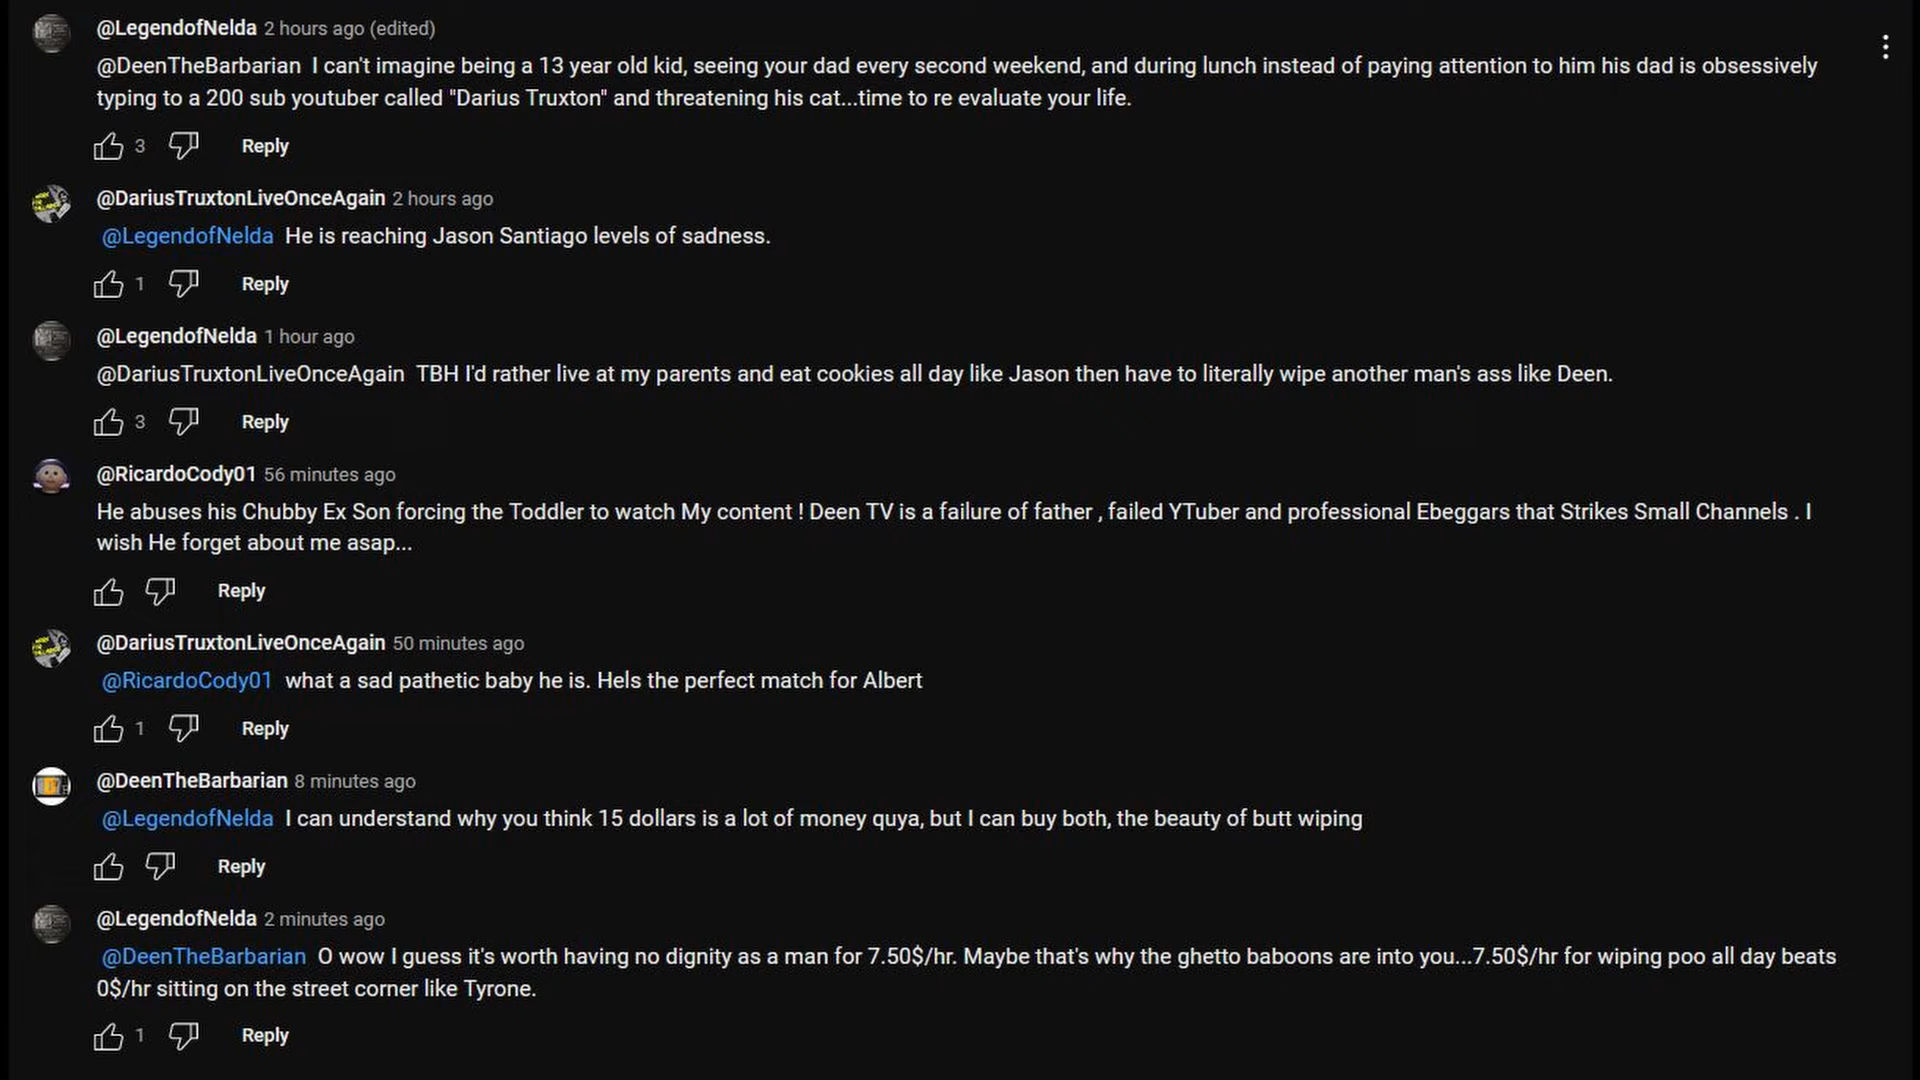 @LegendofNelda 2 hours ago (edited)
@DeenTheBarbarian I can't imagine being a 13 year old kid, seeing your dad every second weekend, and during lunch instead of paying attention to him his dad is obsessively
typing to a 200 sub youtuber called "Darius Truxton" and threatening his cat...time to re evaluate your life.
3 Reply
@DariusTruxtonLiveOnceAgain 2 hours ago
@LegendofNelda He is reaching Jason Santiago levels of sadness.
1 Reply
@LegendofNelda 1 hour ago
@DariusTruxtonLiveOnceAgain TBH I'd rather live at my parents and eat cookies all day like Jason then have to literally wipe another man's ass like Deen.
3 Reply
@RicardoCody01 56 minutes ago
He abuses his Chubby Ex Son forcing the Toddler to watch My content ! Deen TV is a failure of father , failed YTuber and professional Ebeggars that Strikes Small Channels . I
wish He forget about me asap...
Reply
@DariusTruxtonLiveOnceAgain 50 minutes ago
@RicardoCody01 what a sad pathetic baby he is. Hels the perfect match for Albert
1 Reply
@DeenTheBarbarian 8 minutes ago
@LegendofNelda I can understand why you think 15 dollars is a lot of money quya, but I can buy both, the beauty of butt wiping
Reply
@LegendofNelda 2 minutes ago
@DeenTheBarbarian O wow I guess it's worth having no dignity as a man for 7.50$/hr. Maybe that's why the ghetto baboons are into you...7.50$/hr for wiping poo all day beats
0$/hr sitting on the street corner like Tyrone.
1 Reply